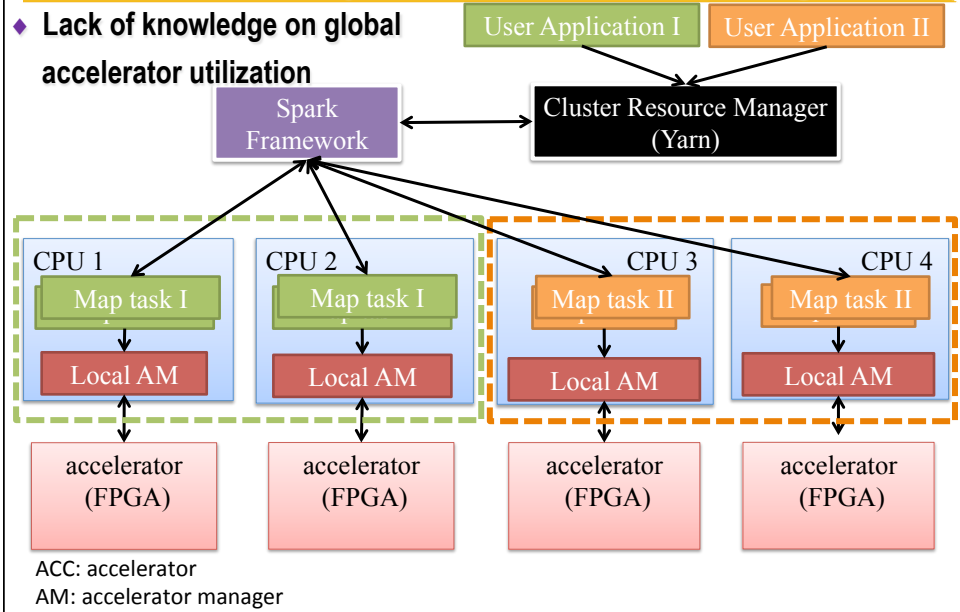 ♦ Lack of knowledge on global
accelerator utilization
User Application I
User Application II
Spark
Framework
Cluster Resource Manager
(Yarn)
CPU 1
CPU 2
CPU 3
CPU 4
Map task I
Map task I
Map task II
Map task II
Local AM
Local AM
Local AM
Local AM
accelerator
(FPGA)
accelerator
(FPGA)
accelerator
(FPGA)
accelerator
(FPGA)
ACC: accelerator
AM: accelerator manager